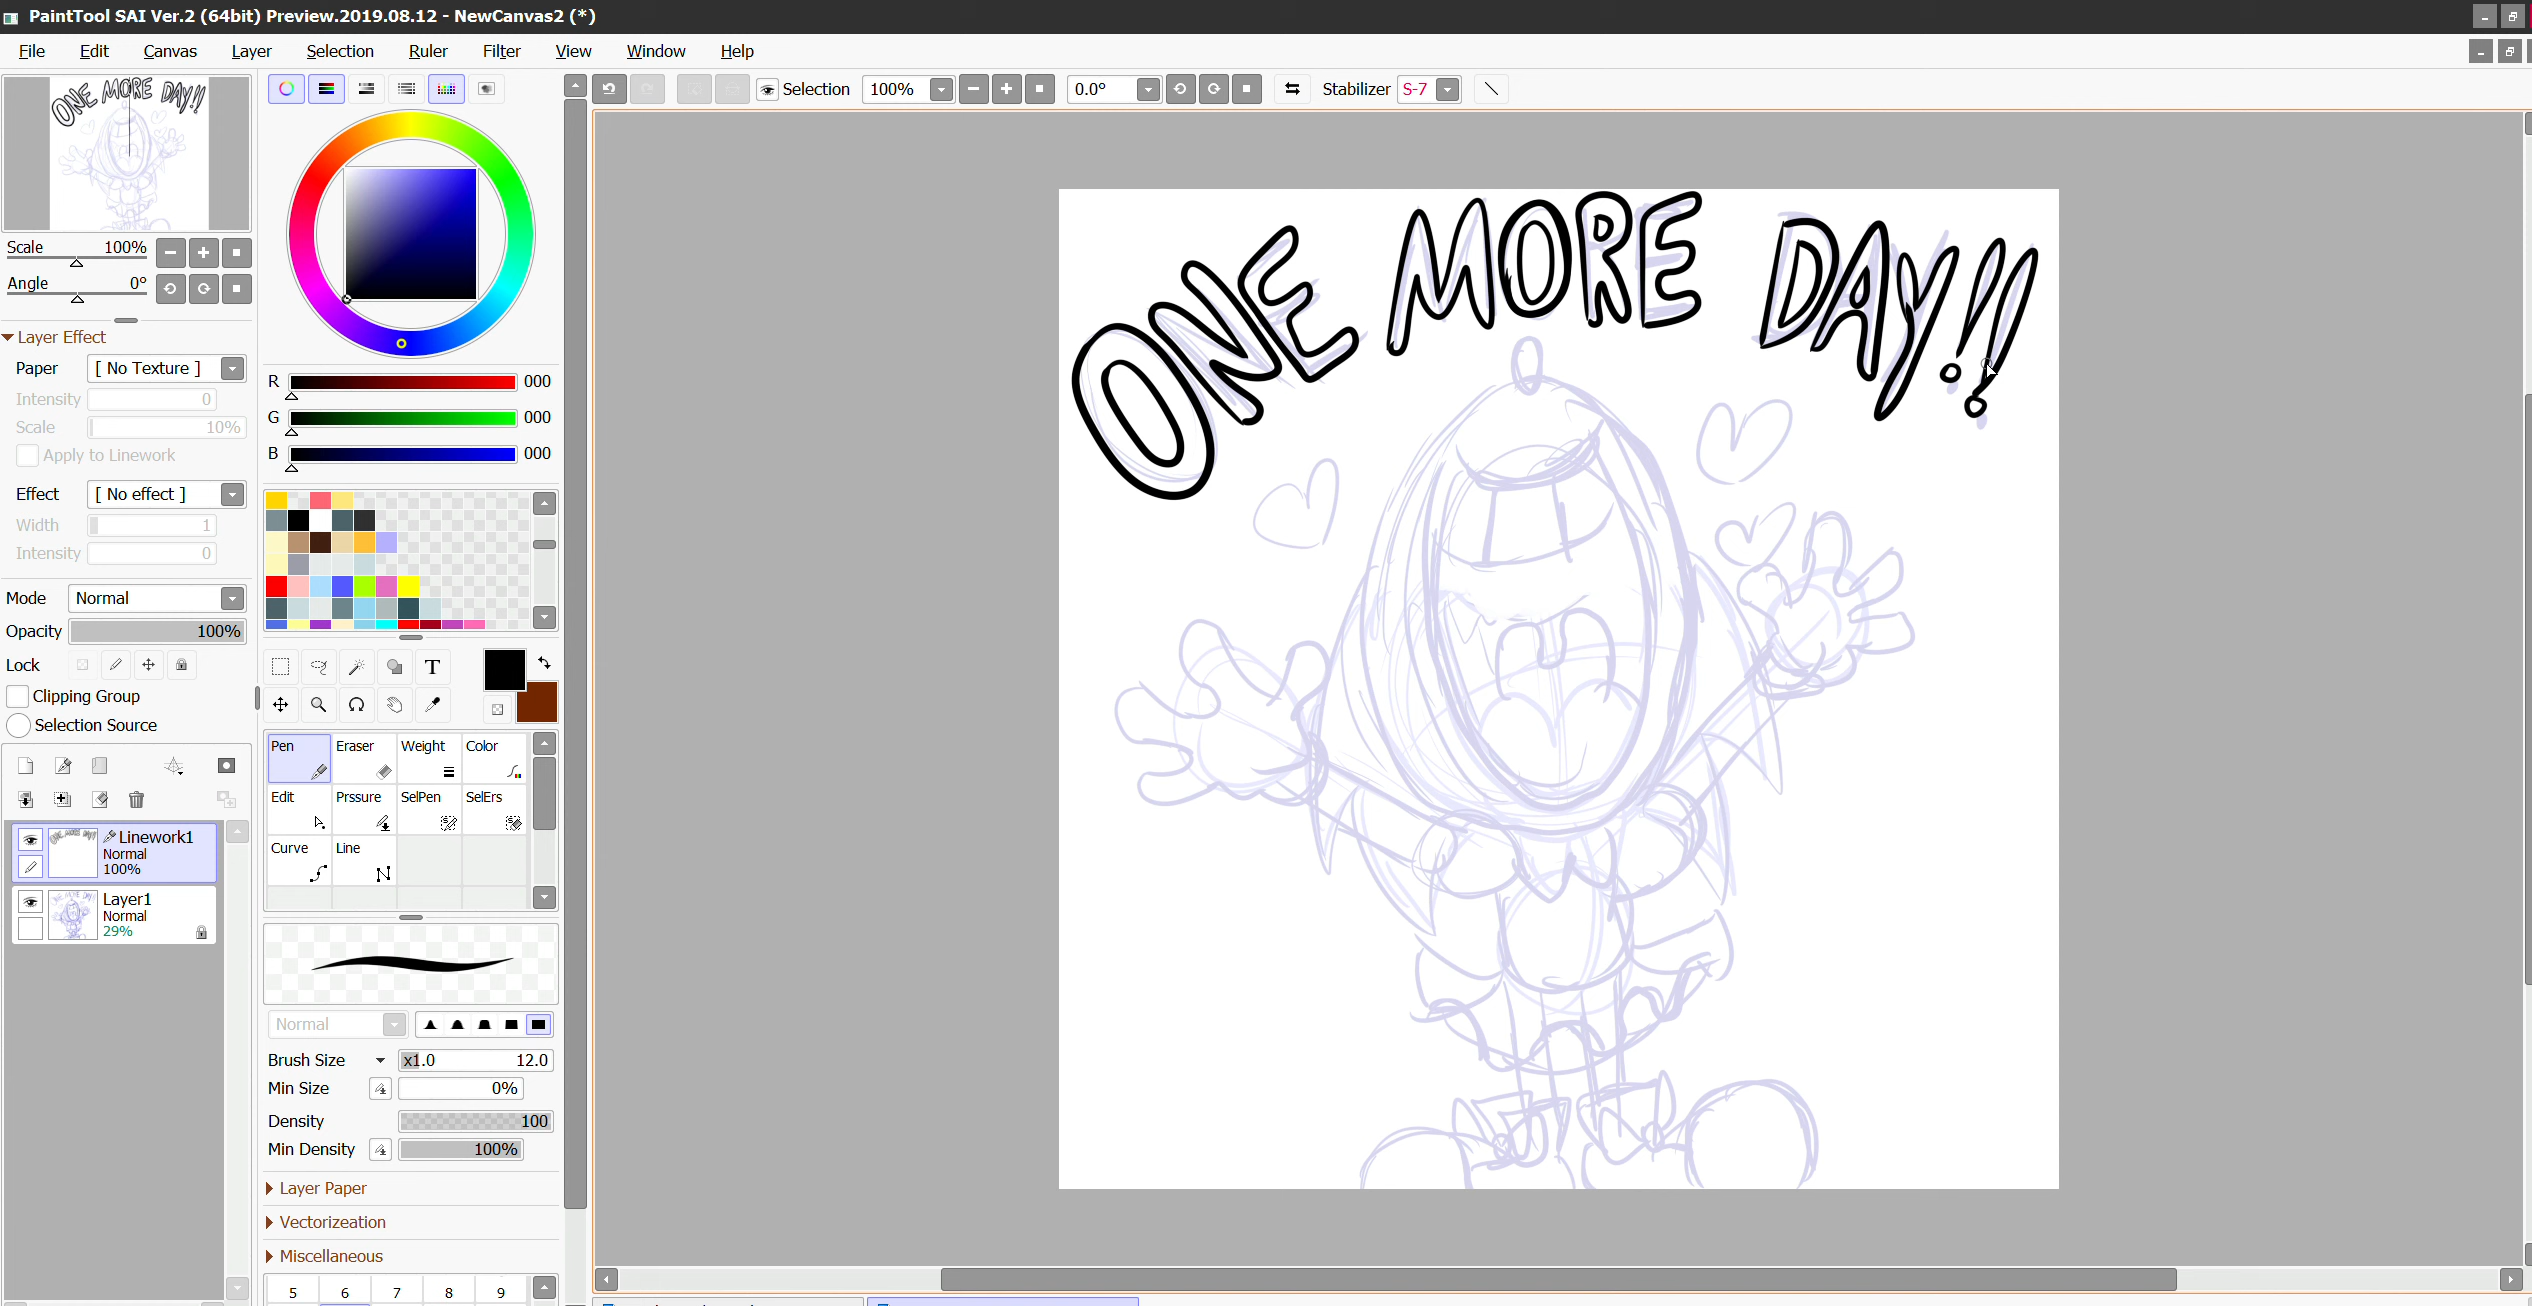 PaintTool SAI Ver.2 (64bit) Preview.2019.08.12 - NewCanvas2 (*)
File Edit Canvas Layer Selection Ruler Filter View Window Help
Selection 100% 0.0° Stabilizer S-7
ONE MORE DAY!!
Scale 100%
Angle 0°
Layer Effect
Paper [ No Texture ]
Intensity 0
Scale 10%
Apply to Linework
Effect [ No effect ]
Width 1
Intensity 0
Mode Normal
Opacity 100%
Lock
Clipping Group
Selection Source
Linework1
Normal
100%
Layer1
Normal
29%
R 000
G 000
B 000
T
Pen Eraser Weight Color
Edit Prssure SelPen SelErs
Curve Line
Normal
Brush Size x1.0 12.0
Min Size 0%
Density 100
Min Density 100%
Layer Paper
Vectorizeation
Miscellaneous
5 6 7 8 9
ONE MORE DAY!!